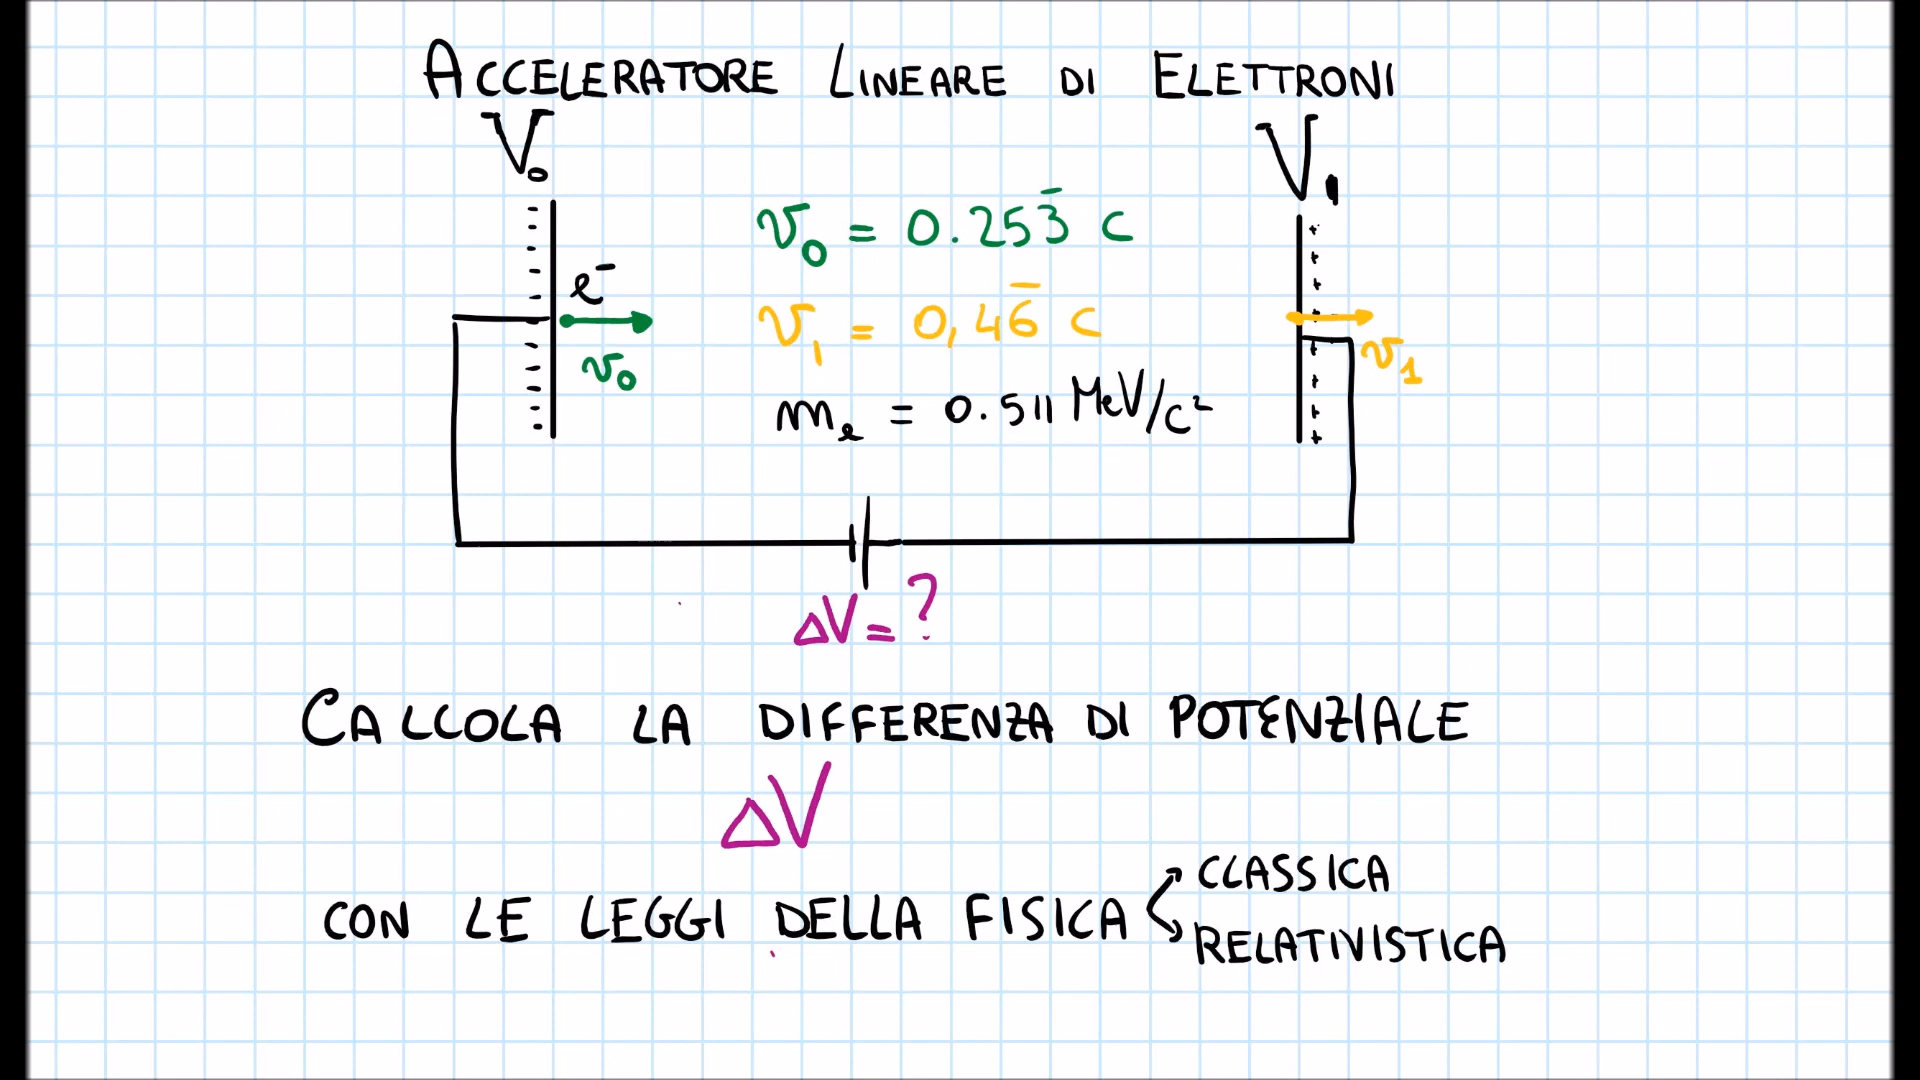 ACCELERATORE LINEARE DI ELETTRONI
V₀ V₁
v₀ = 0.253̅ c
e⁻
v₁ = 0,46̅ c
v₀ v₁
mₑ = 0.511 MeV/c²
ΔV = ?
CALCOLA LA DIFFERENZA DI POTENZIALE
ΔV
CLASSICA
CON LE LEGGI DELLA FISICA
RELATIVISTICA